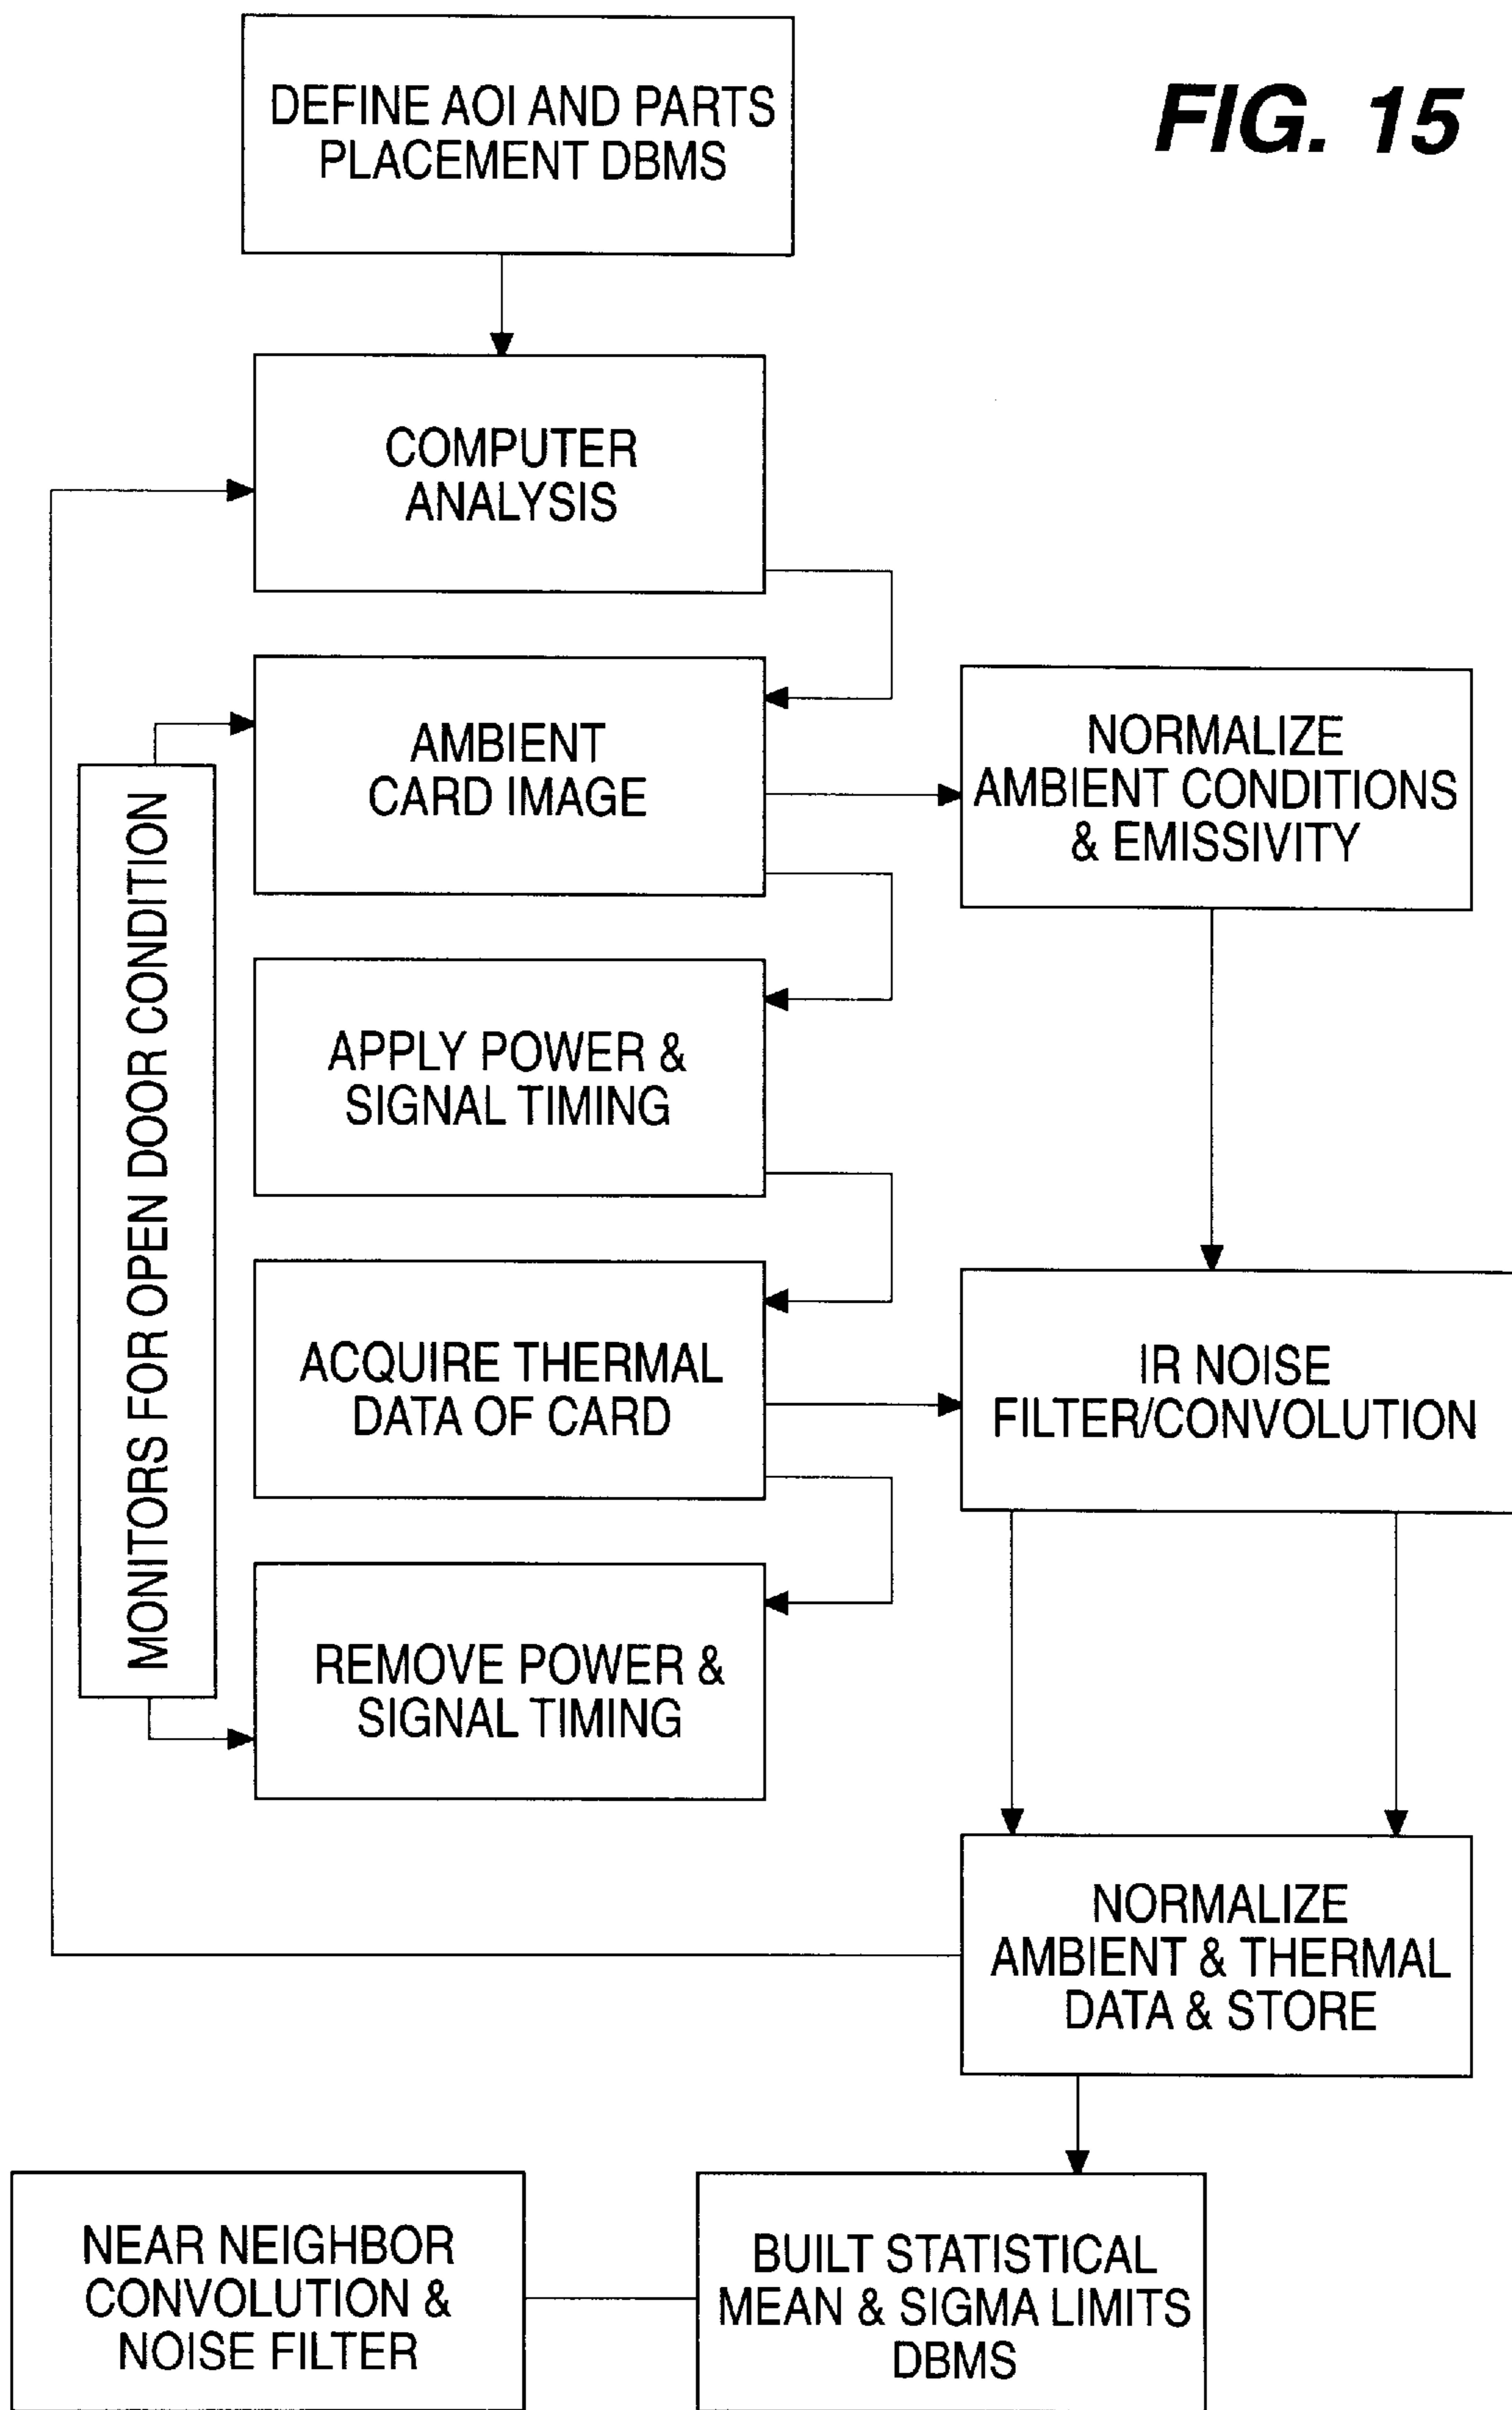 FIG. 15
DEFINE AOI AND PARTS
PLACEMENT DBMS
COMPUTER
ANALYSIS
AMBIENT
CARD IMAGE
NORMALIZE
AMBIENT CONDITIONS
& EMISSIVITY
MONITORS FOR OPEN DOOR CONDITION
APPLY POWER &
SIGNAL TIMING
ACQUIRE THERMAL
DATA OF CARD
IR NOISE
FILTER/CONVOLUTION
REMOVE POWER &
SIGNAL TIMING
NORMALIZE
AMBIENT & THERMAL
DATA & STORE
NEAR NEIGHBOR
CONVOLUTION &
NOISE FILTER
BUILT STATISTICAL
MEAN & SIGMA LIMITS
DBMS